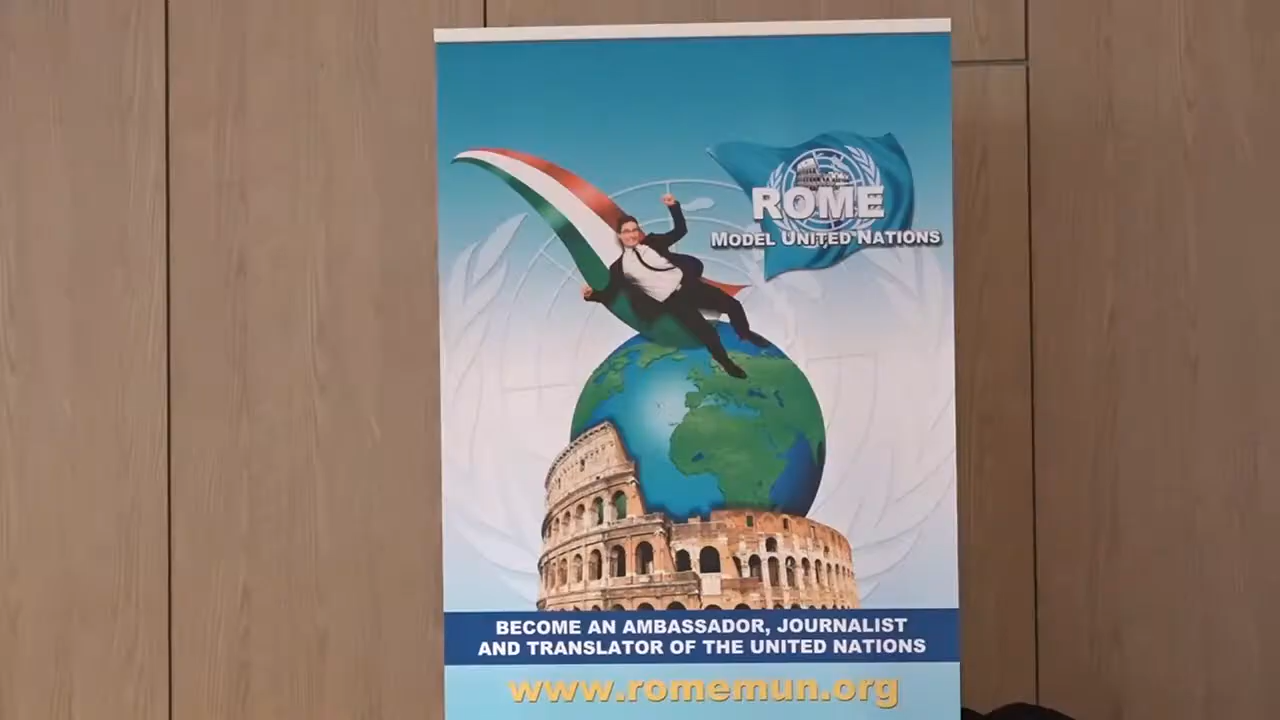 ROME
MODEL UNITED NATIONS
BECOME AN AMBASSADOR, JOURNALIST
AND TRANSLATOR OF THE UNITED NATIONS
www.romemun.org